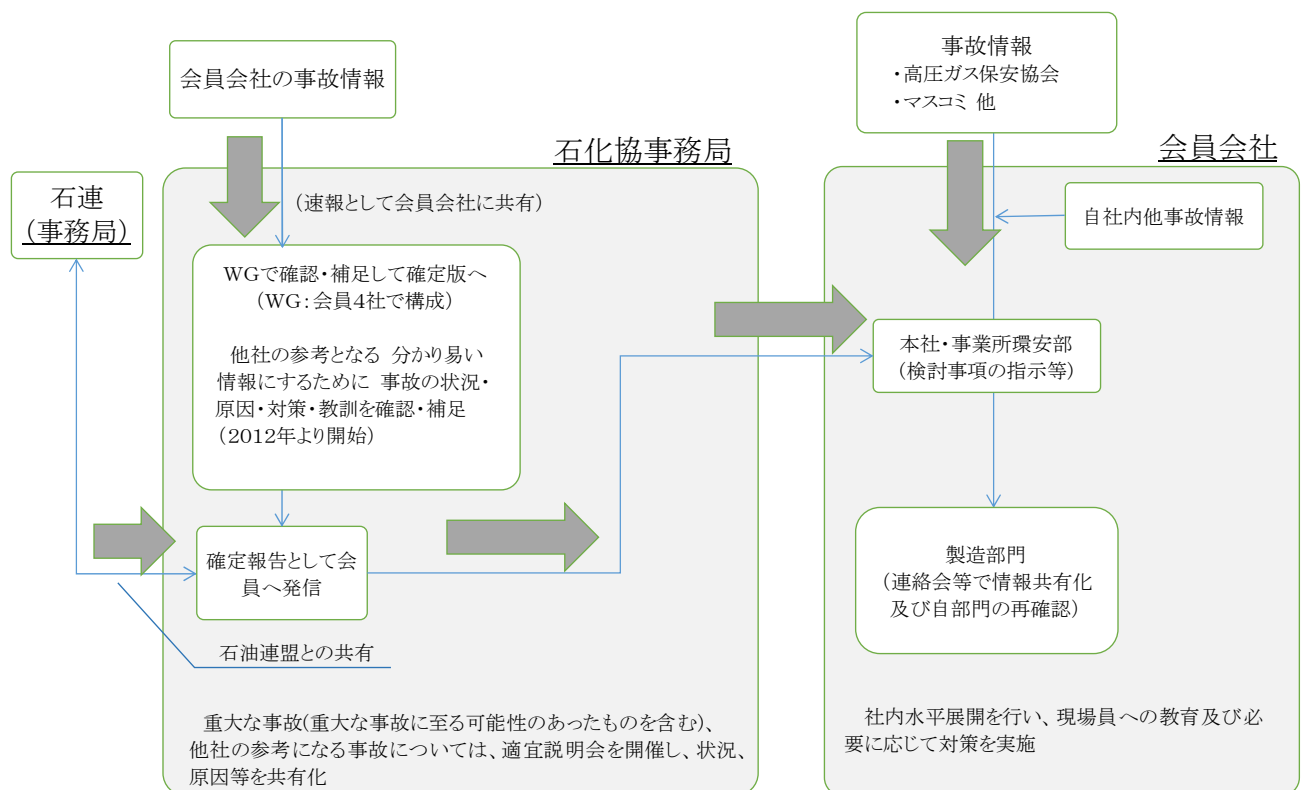 会員会社の事故情報
事故情報
・高圧ガス保安協会
・マスコミ 他
石化協事務局
会員会社
石連
(事務局)
(速報として会員会社に共有)
自社内他事故情報
WGで確認・補足して確定版へ
(WG:会員4社で構成)
他社の参考となる 分かり易い
情報にするために 事故の状況・
原因・対策・教訓を確認・補足
(2012年より開始)
本社・事業所環安部
(検討事項の指示等)
確定報告として会
員へ発信
製造部門
(連絡会等で情報共有化
及び自部門の再確認)
石油連盟との共有
重大な事故(重大な事故に至る可能性のあったものを含む)、
他社の参考になる事故については、適宜説明会を開催し、状況、
原因等を共有化
社内水平展開を行い、現場員への教育及び必
要に応じて対策を実施